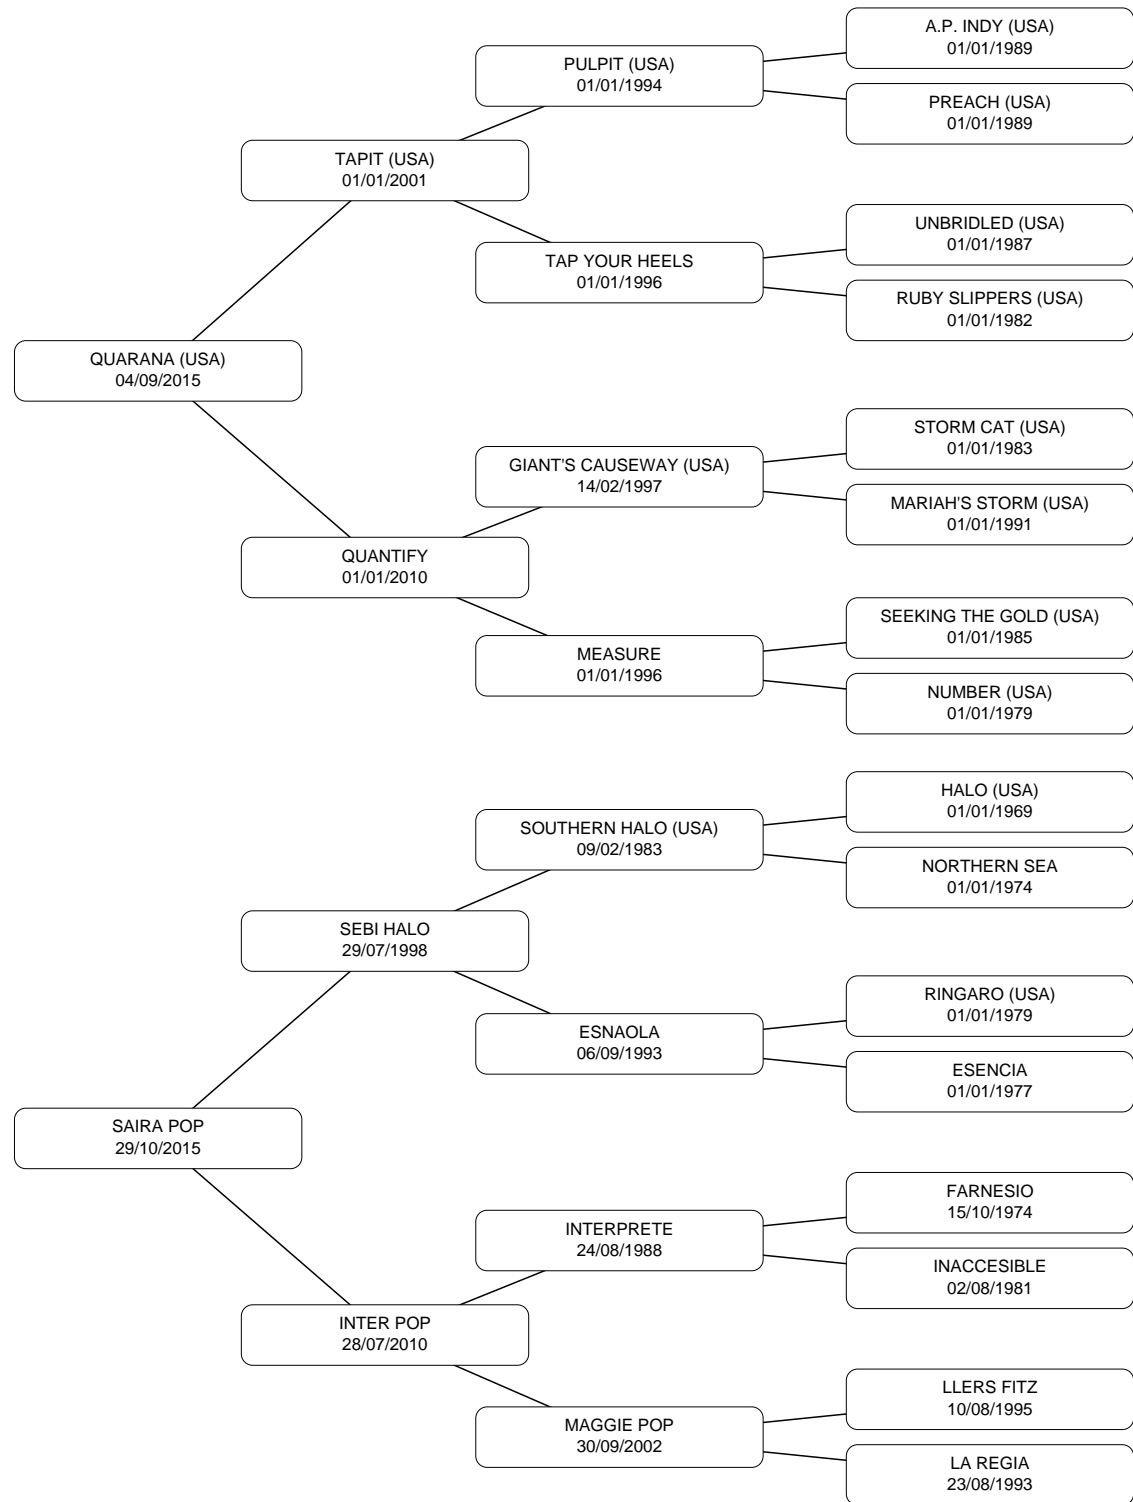 A.P. INDY (USA)
01/01/1989
PULPIT (USA)
01/01/1994
PREACH (USA)
01/01/1989
TAPIT (USA)
01/01/2001
UNBRIDLED (USA)
01/01/1987
TAP YOUR HEELS
01/01/1996
RUBY SLIPPERS (USA)
01/01/1982
QUARANA (USA)
04/09/2015
STORM CAT (USA)
01/01/1983
GIANT'S CAUSEWAY (USA)
14/02/1997
MARIAH'S STORM (USA)
01/01/1991
QUANTIFY
01/01/2010
SEEKING THE GOLD (USA)
01/01/1985
MEASURE
01/01/1996
NUMBER (USA)
01/01/1979
HALO (USA)
01/01/1969
SOUTHERN HALO (USA)
09/02/1983
NORTHERN SEA
01/01/1974
SEBI HALO
29/07/1998
RINGARO (USA)
01/01/1979
ESNAOLA
06/09/1993
ESENCIA
01/01/1977
SAIRA POP
29/10/2015
FARNESIO
15/10/1974
INTERPRETE
24/08/1988
INACCESIBLE
02/08/1981
INTER POP
28/07/2010
LLERS FITZ
10/08/1995
MAGGIE POP
30/09/2002
LA REGIA
23/08/1993